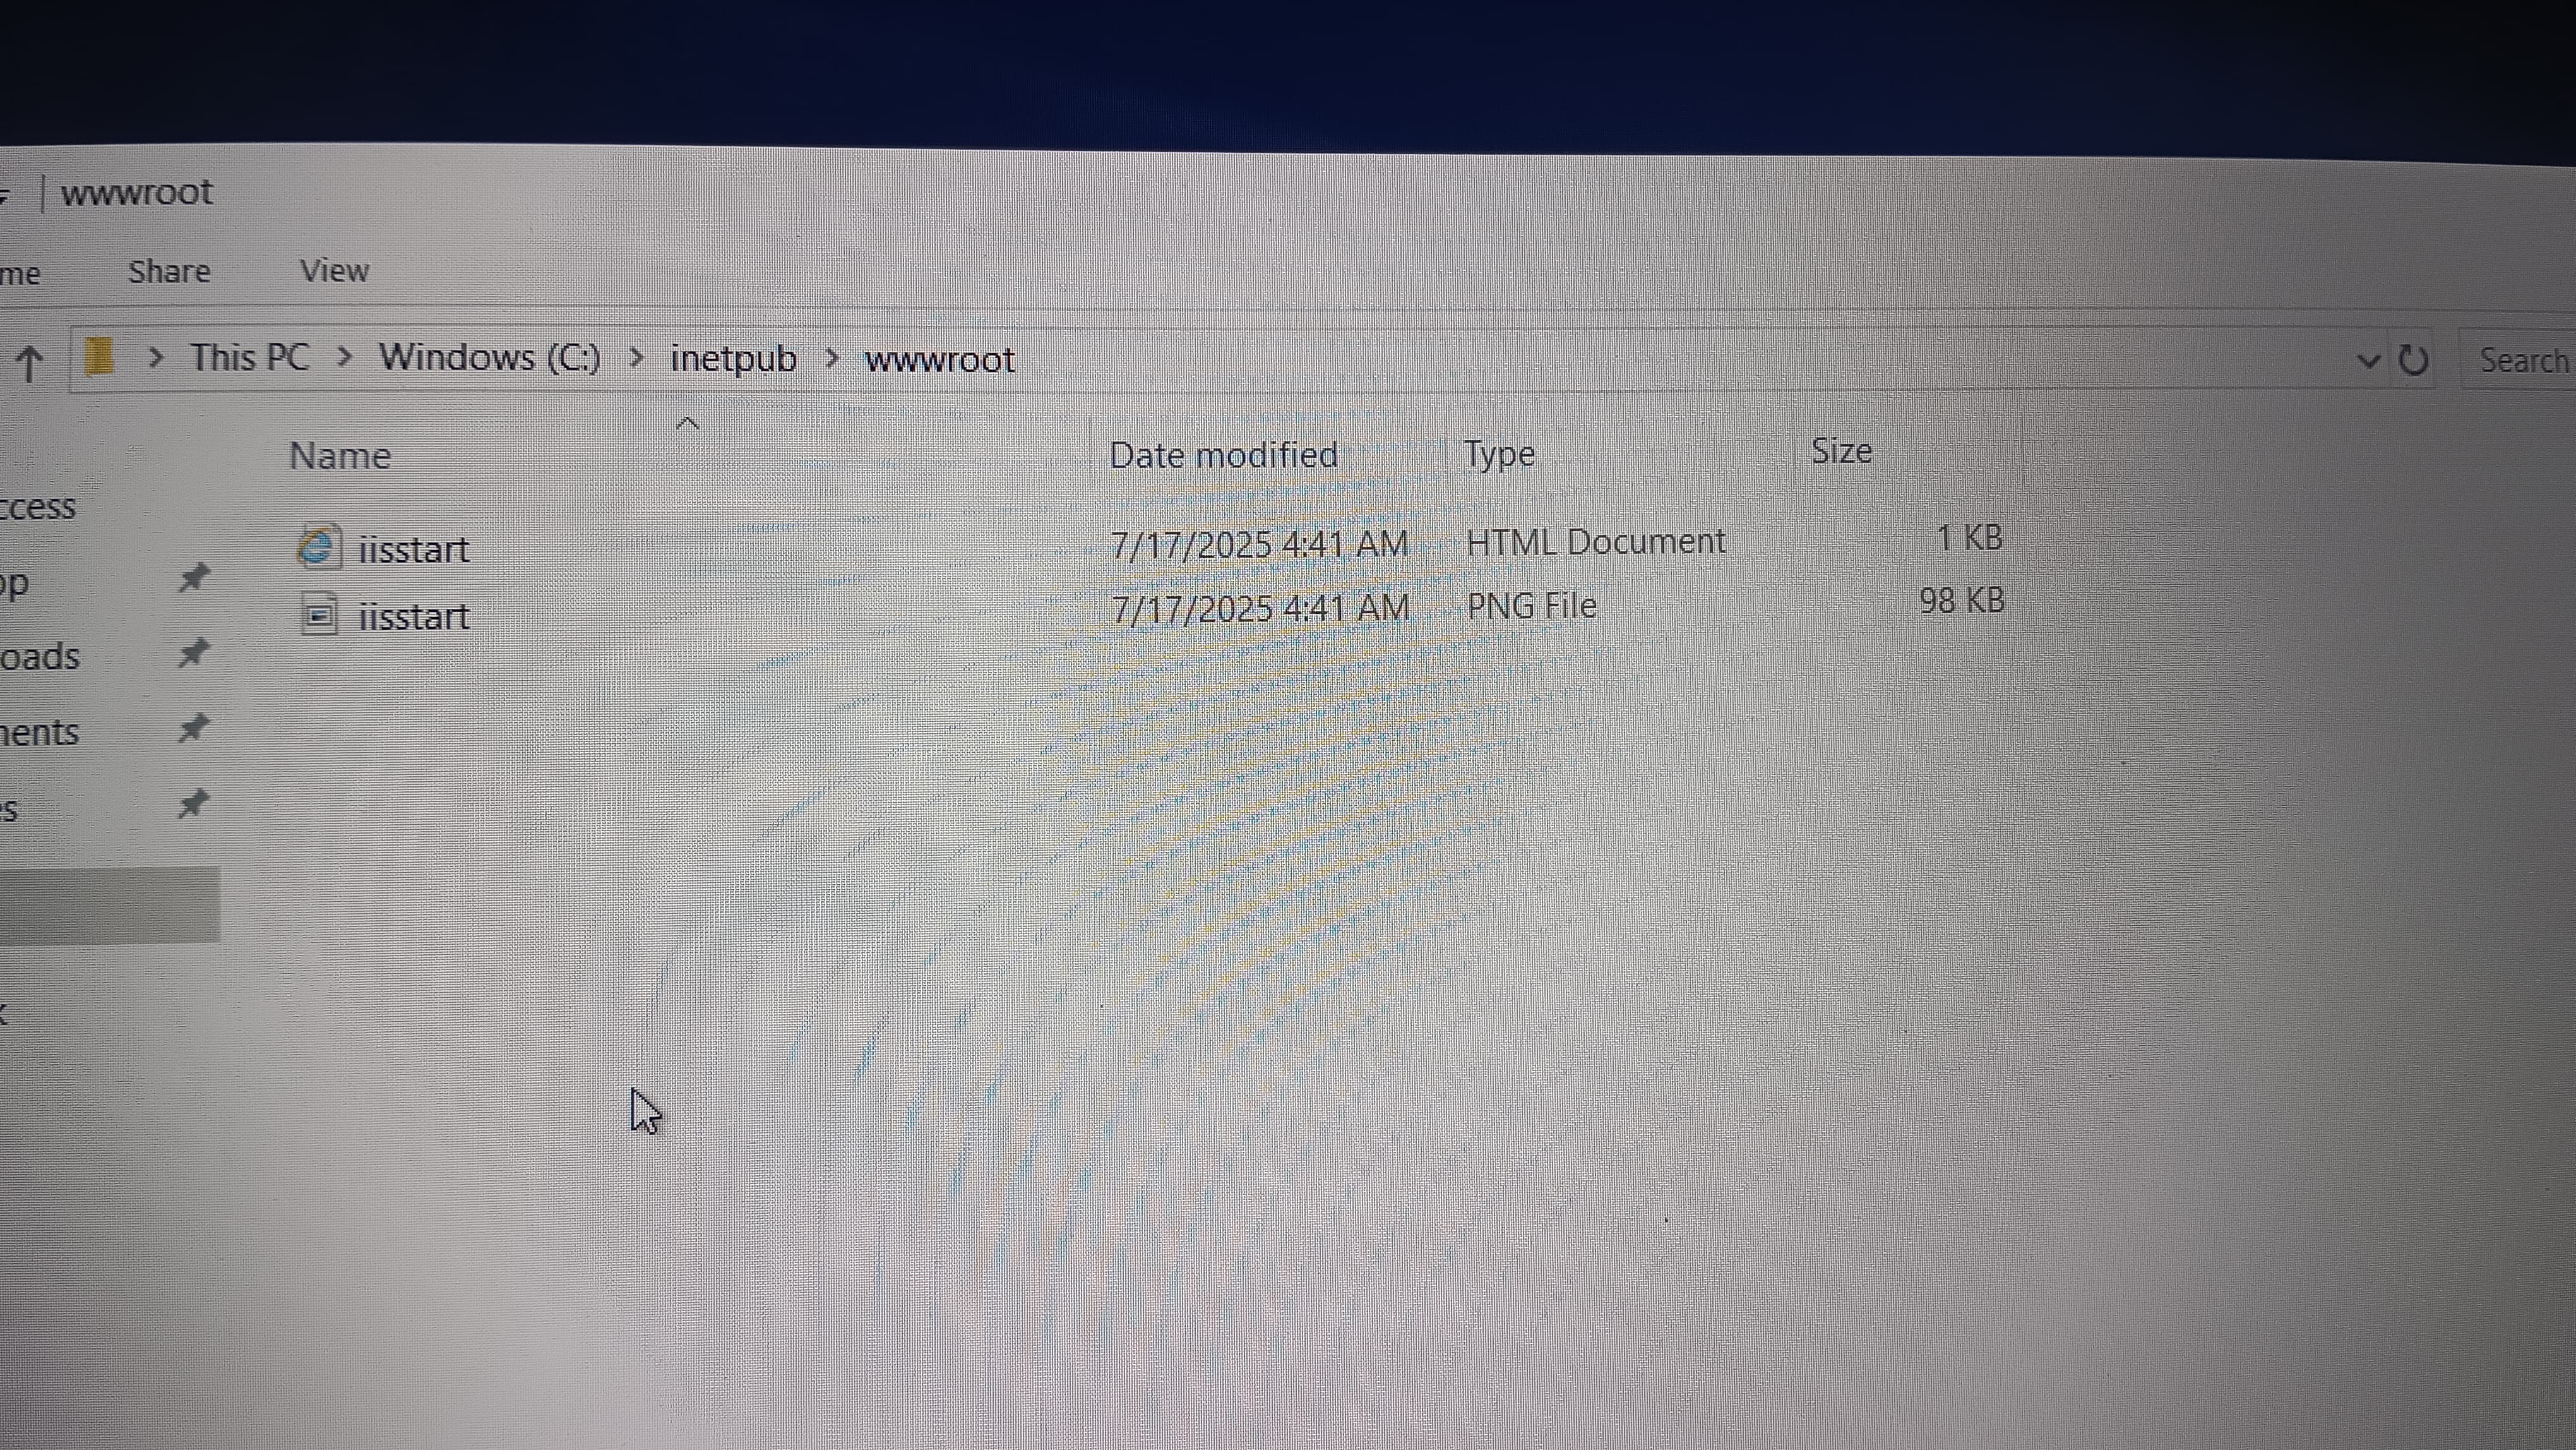 wwwroot
me Share View
This PC > Windows (C:) > inetpub > wwwroot Search
Name Date modified Type Size
ccess
iisstart 7/17/2025 4:41 AM HTML Document 1 KB
op
iisstart 7/17/2025 4:41 AM PNG File 98 KB
oads
nents
s